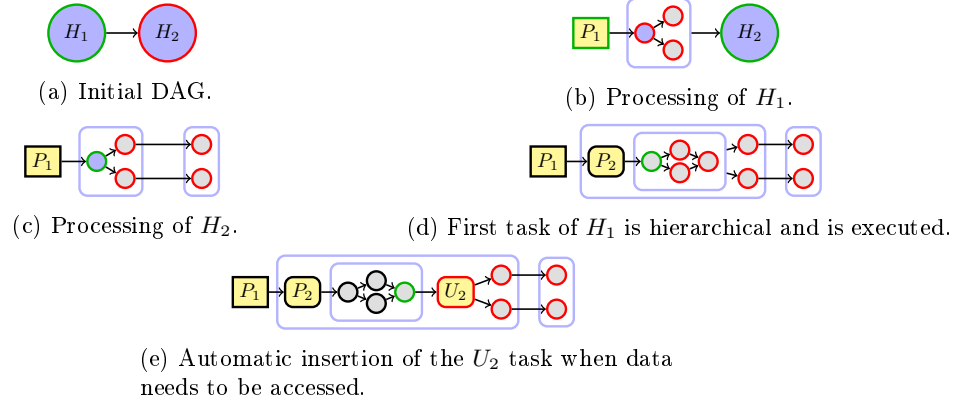 H₁ H₂
(a) Initial DAG.
P₁ H₂
(b) Processing of H₁.
P₁
(c) Processing of H₂.
P₁ P₂
(d) First task of H₁ is hierarchical and is executed.
P₁ P₂ U₂
(e) Automatic insertion of the U₂ task when data
needs to be accessed.